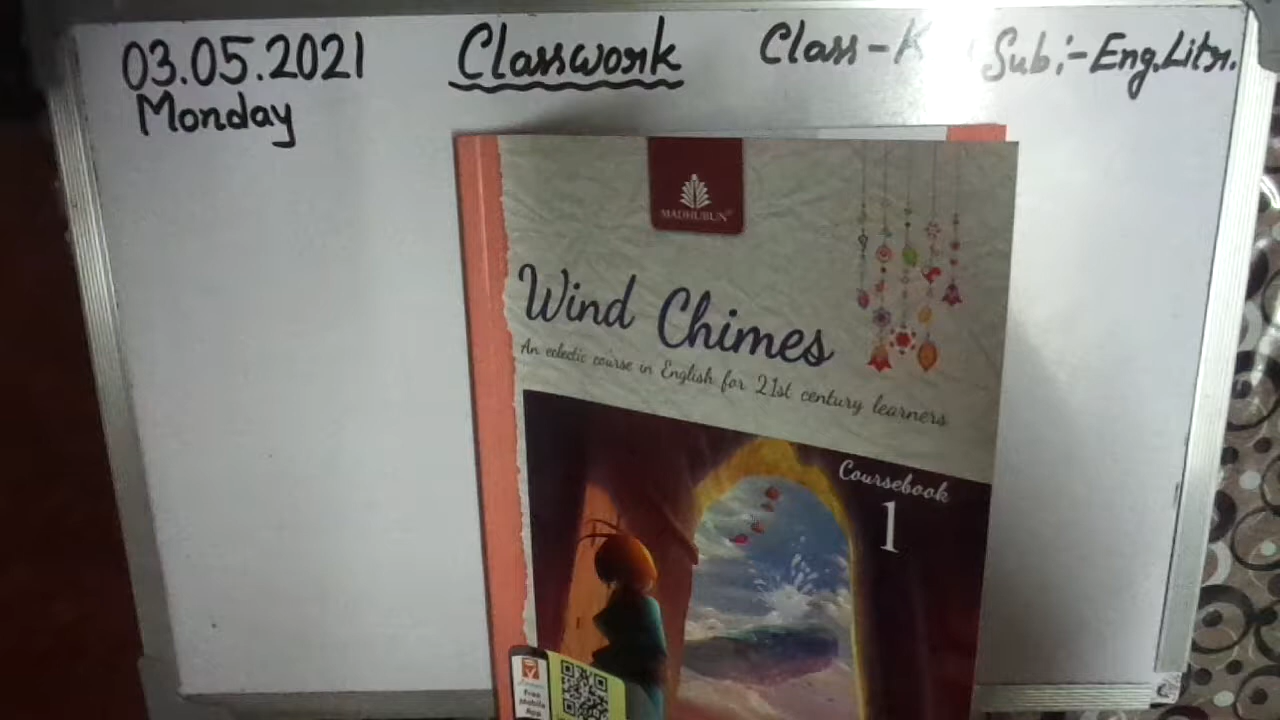 03.05.2021 Classwork Class-K Sub:-Eng.Litr.
Monday
MADHUBUN
Wind Chimes
An eclectic course in English for 21st century learners
Coursebook
1
Free
Mobile
App